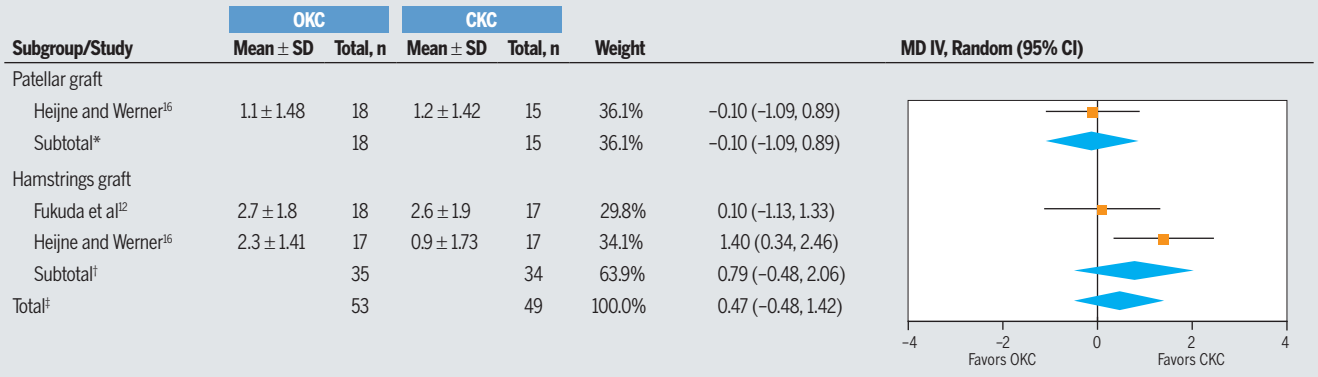 OKC CKC
Subgroup/Study Mean ± SD Total, n Mean ± SD Total, n Weight MD IV, Random (95% CI)
Patellar graft
Heijne and Werner16 1.1 ± 1.48 18 1.2 ± 1.42 15 36.1% −0.10 (−1.09, 0.89)
Subtotal* 18 15 36.1% −0.10 (−1.09, 0.89)
Hamstrings graft
Fukuda et al12 2.7 ± 1.8 18 2.6 ± 1.9 17 29.8% 0.10 (−1.13, 1.33)
Heijne and Werner16 2.3 ± 1.41 17 0.9 ± 1.73 17 34.1% 1.40 (0.34, 2.46)
Subtotal† 35 34 63.9% 0.79 (−0.48, 2.06)
Total‡ 53 49 100.0% 0.47 (−0.48, 1.42)
−4 −2 0 2 4
Favors OKC Favors CKC